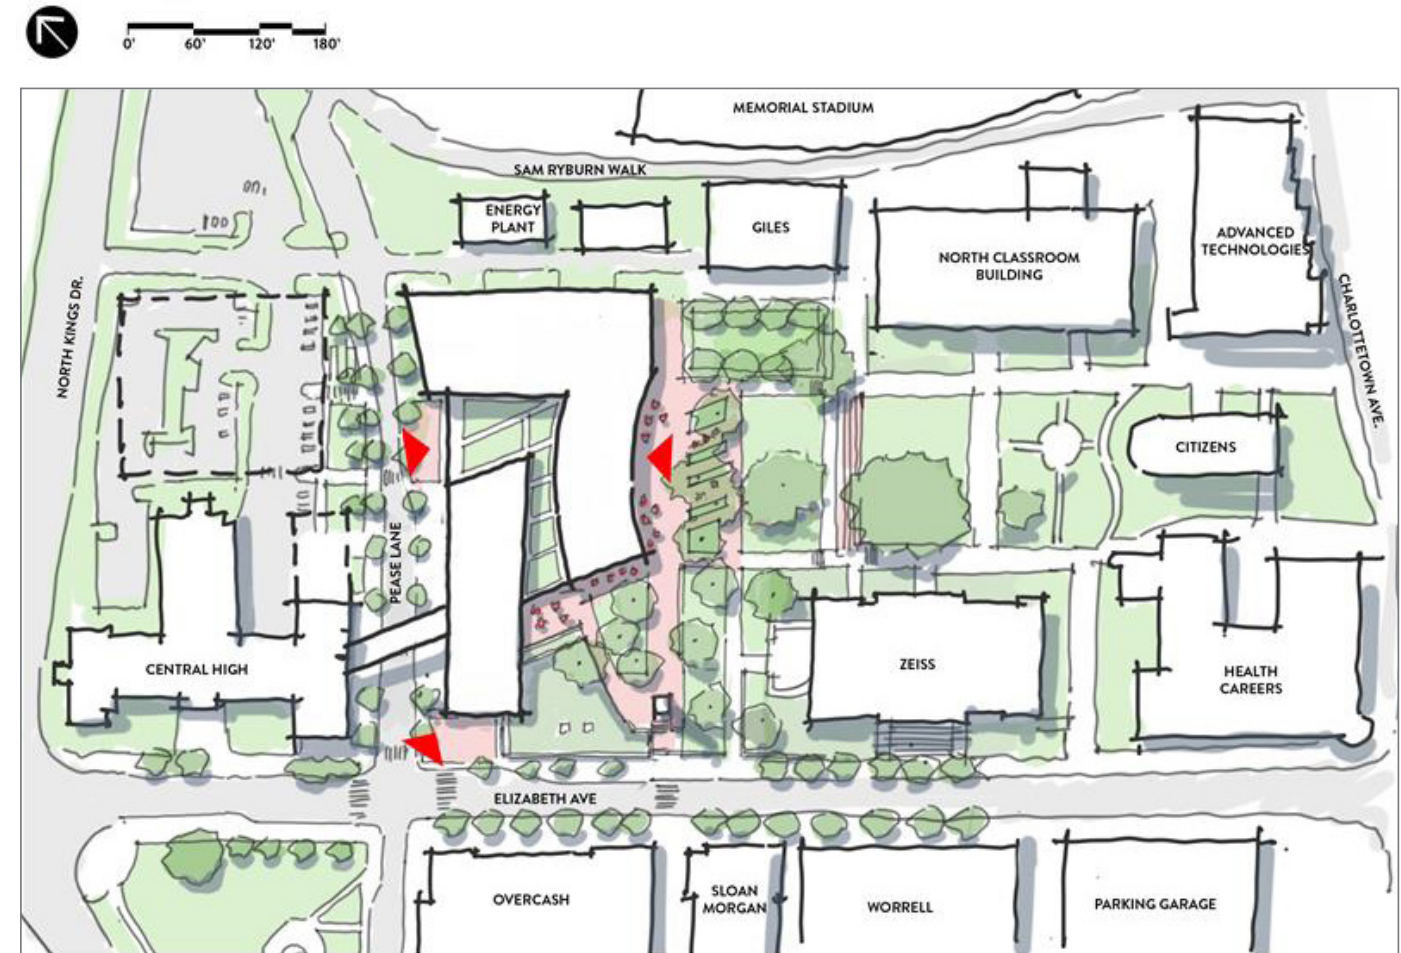 0' 60' 120' 180'
MEMORIAL STADIUM
SAM RYBURN WALK
ENERGY
PLANT
GILES
NORTH CLASSROOM
BUILDING
ADVANCED
TECHNOLOGIES
NORTH KINGS DR.
CHARLOTTETOWN AVE.
CITIZENS
PEASE LANE
CENTRAL HIGH
ZEISS
HEALTH
CAREERS
ELIZABETH AVE
OVERCASH
SLOAN
MORGAN
WORRELL
PARKING GARAGE